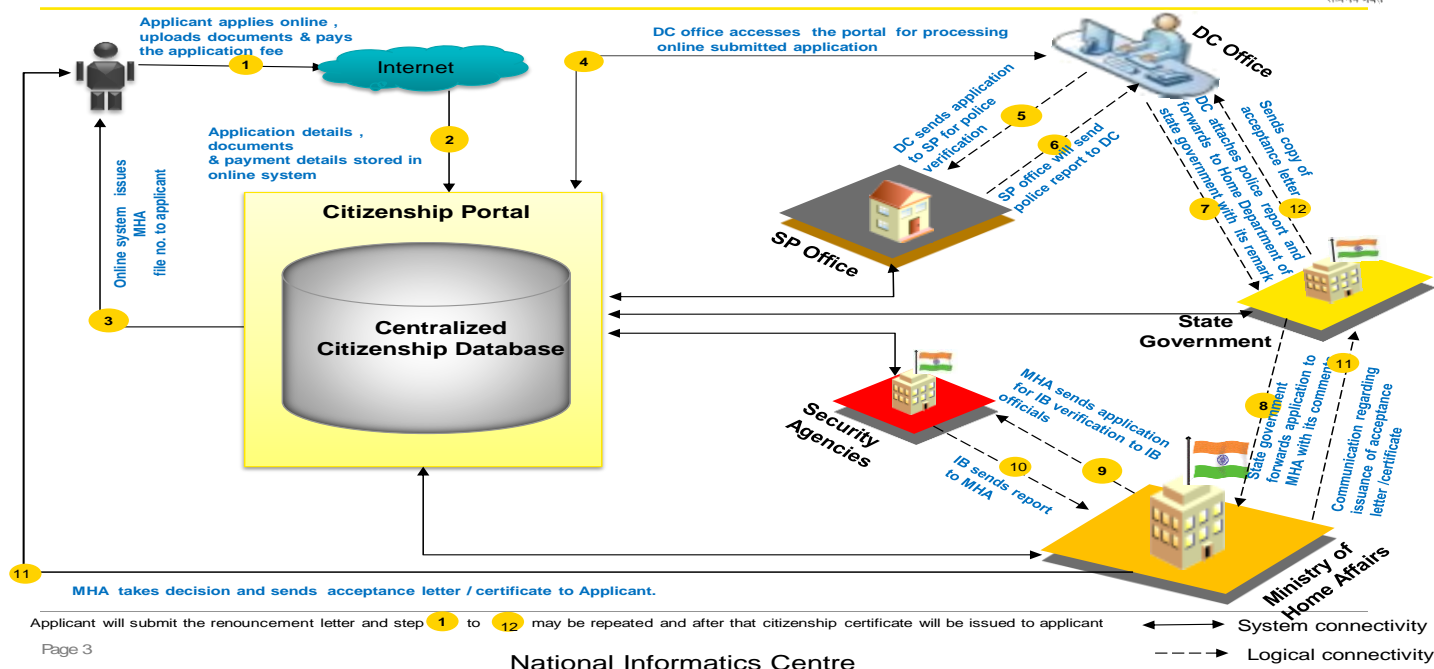 Applicant applies online ,
uploads documents & pays
the application fee
1
Internet
4
DC office accesses the portal for processing
online submitted application
DC Office
2
Application details ,
documents
& payment details stored in
online system
Online system issues
MHA
file no. to applicant
3
Citizenship Portal
Centralized
Citizenship Database
DC sends application
to SP for police
verification
5
6
SP office will send
police report to DC
SP Office
7
DC attaches police report and
forwards to Home Department of
state government with its remark
Sends copy of
acceptance letter
12
State
Government
8
State government
forwards application to
MHA with its comments
11
Communication regarding
issuance of acceptance
letter /certificate
Security
Agencies
MHA sends application
for IB verification to IB
officials
9
10
IB sends report
to MHA
Ministry of
Home Affairs
11
MHA takes decision and sends acceptance letter / certificate to Applicant.
Applicant will submit the renouncement letter and step 1 to 12 may be repeated and after that citizenship certificate will be issued to applicant
System connectivity
Logical connectivity
Page 3
National Informatics Centre